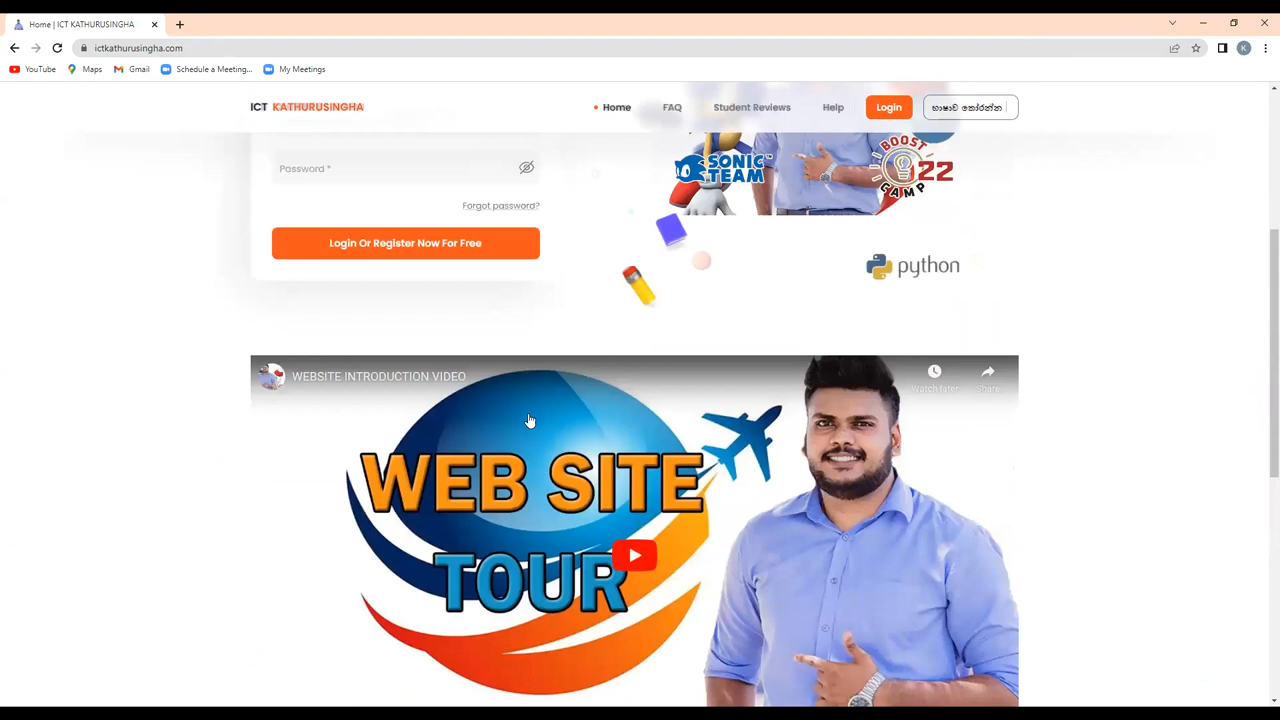 Home | ICT KATHURUSINGHA
ictkathurusingha.com
YouTube Maps Gmail Schedule a Meeting... My Meetings
ICT KATHURUSINGHA Home FAQ Student Reviews Help Login භාෂාව තෝරන්න
Password *
SONIC TEAM
BOOST CAMP 22
Forgot password?
Login Or Register Now For Free
python
WEBSITE INTRODUCTION VIDEO
Watch later Share
WEB SITE
TOUR